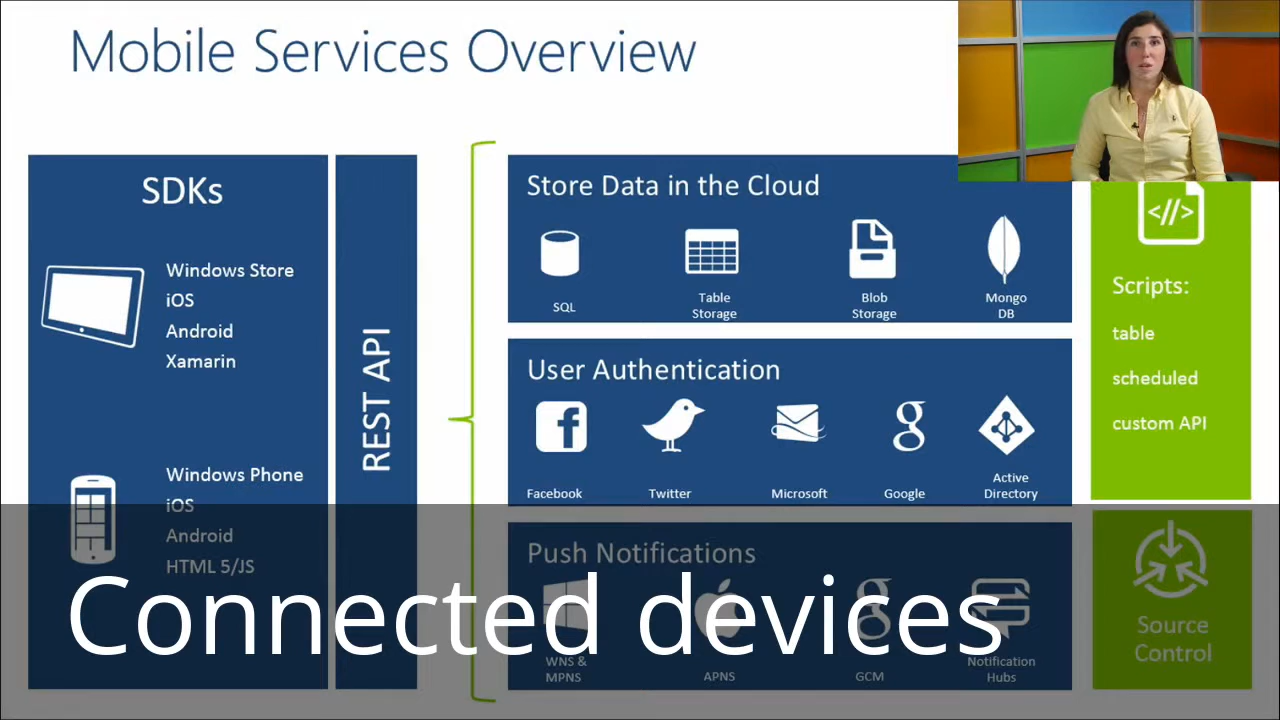 Mobile Services Overview
SDKs
Windows Store
iOS
Android
Xamarin
Windows Phone
iOS
Android
HTML 5/JS
REST API
Store Data in the Cloud
SQL
Table
Storage
Blob
Storage
Mongo
DB
User Authentication
Facebook
Twitter
Microsoft
Google
Active
Directory
Push Notifications
WNS &
MPNS
APNS
GCM
Notification
Hubs
</>
Scripts:
table
scheduled
custom API
Source
Control
Connected devices